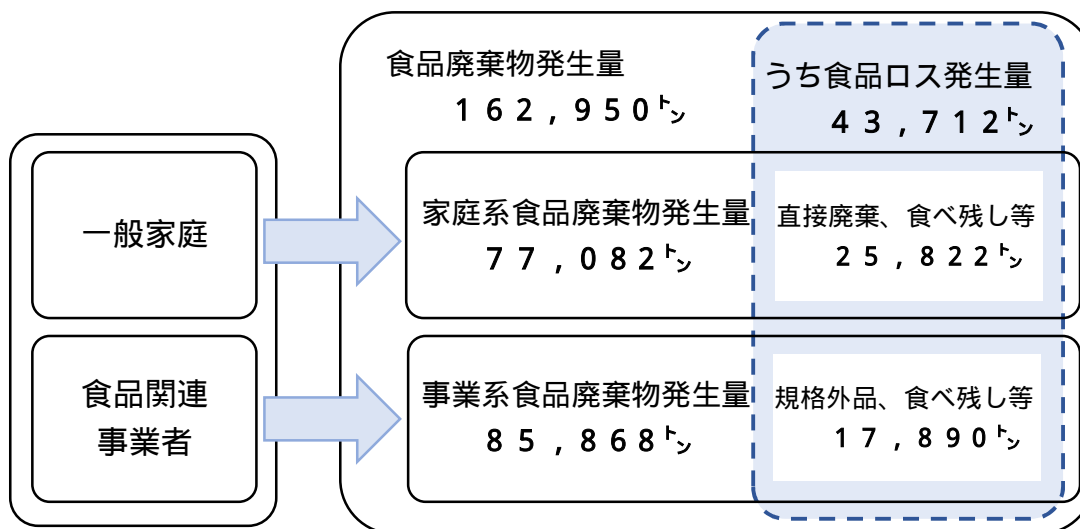 食品廃棄物発生量
162,950㌧
うち食品ロス発生量
43,712㌧
一般家庭
家庭系食品廃棄物発生量
77,082㌧
直接廃棄、食べ残し等
25,822㌧
食品関連
事業者
事業系食品廃棄物発生量
85,868㌧
規格外品、食べ残し等
17,890㌧